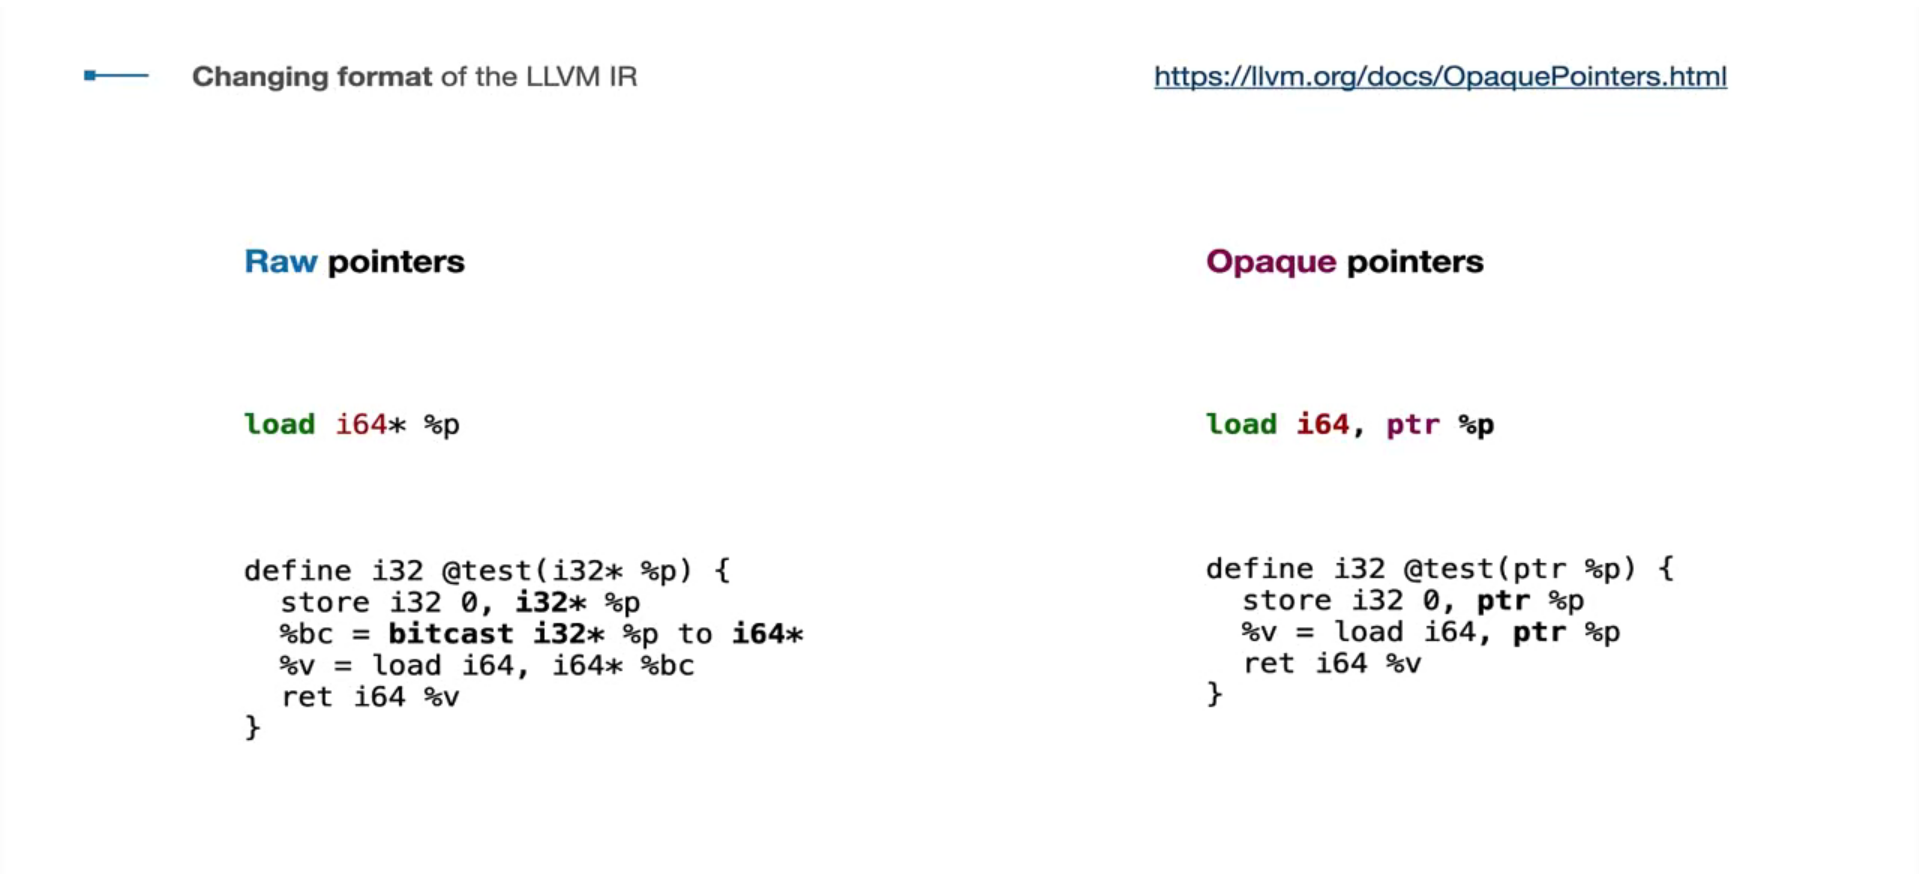 Changing format of the LLVM IR
https://llvm.org/docs/OpaquePointers.html
Raw pointers
load i64* %p
define i32 @test(i32* %p) {
  store i32 0, i32* %p
  %bc = bitcast i32* %p to i64*
  %v = load i64, i64* %bc
  ret i64 %v
}
Opaque pointers
load i64, ptr %p
define i32 @test(ptr %p) {
  store i32 0, ptr %p
  %v = load i64, ptr %p
  ret i64 %v
}